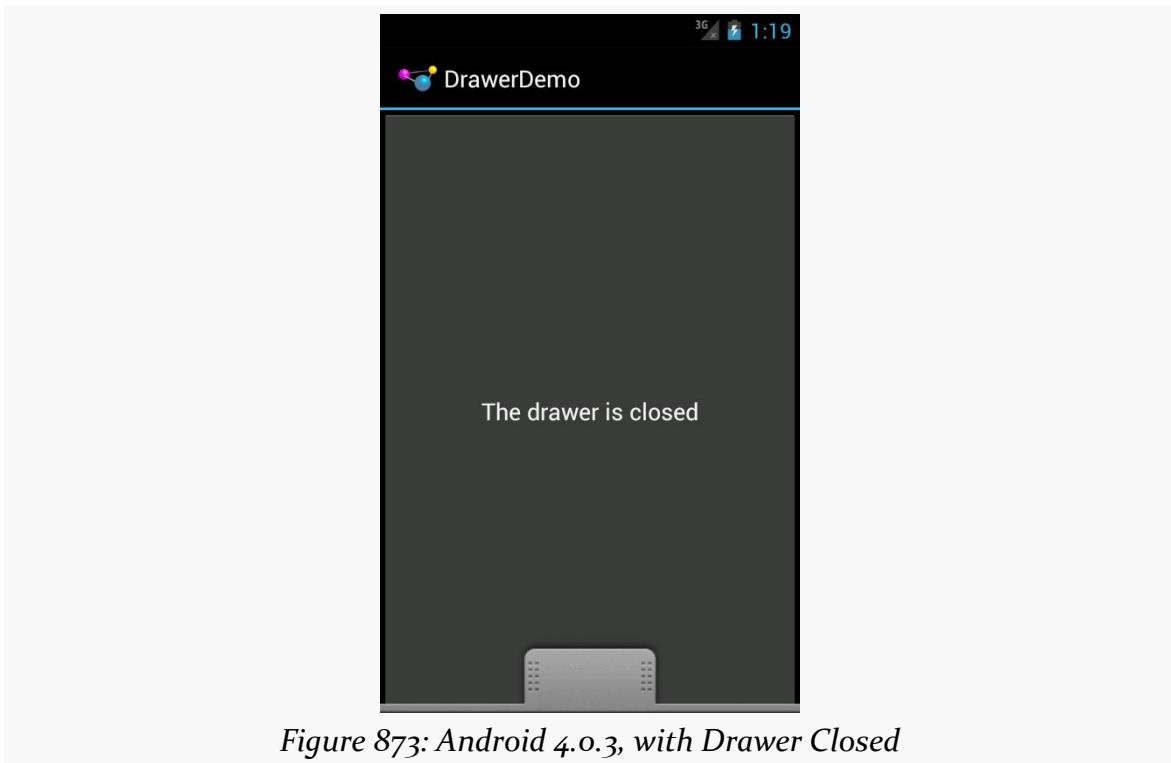 3G 1:19
DrawerDemo
The drawer is closed
Figure 873: Android 4.0.3, with Drawer Closed